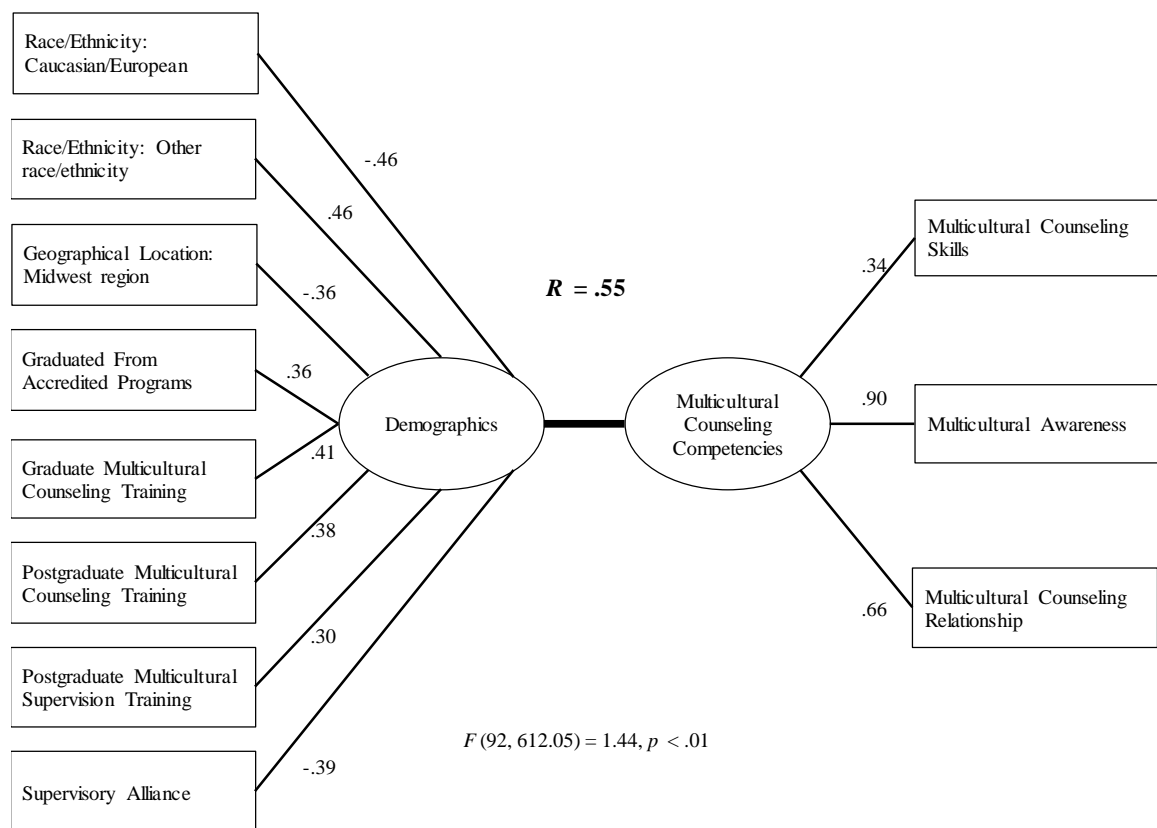 Race/Ethnicity:
Caucasian/European
-.46
Race/Ethnicity: Other
race/ethnicity
.46
Geographical Location:
Midwest region
-.36
Graduated From
Accredited Programs
.36
Graduate Multicultural
Counseling Training
.41
Postgraduate Multicultural
Counseling Training
.38
Postgraduate Multicultural
Supervision Training
.30
Supervisory Alliance
-.39
Demographics
R = .55
Multicultural
Counseling
Competencies
Multicultural Counseling
Skills
.34
Multicultural Awareness
.90
Multicultural Counseling
Relationship
.66
F (92, 612.05) = 1.44, p < .01